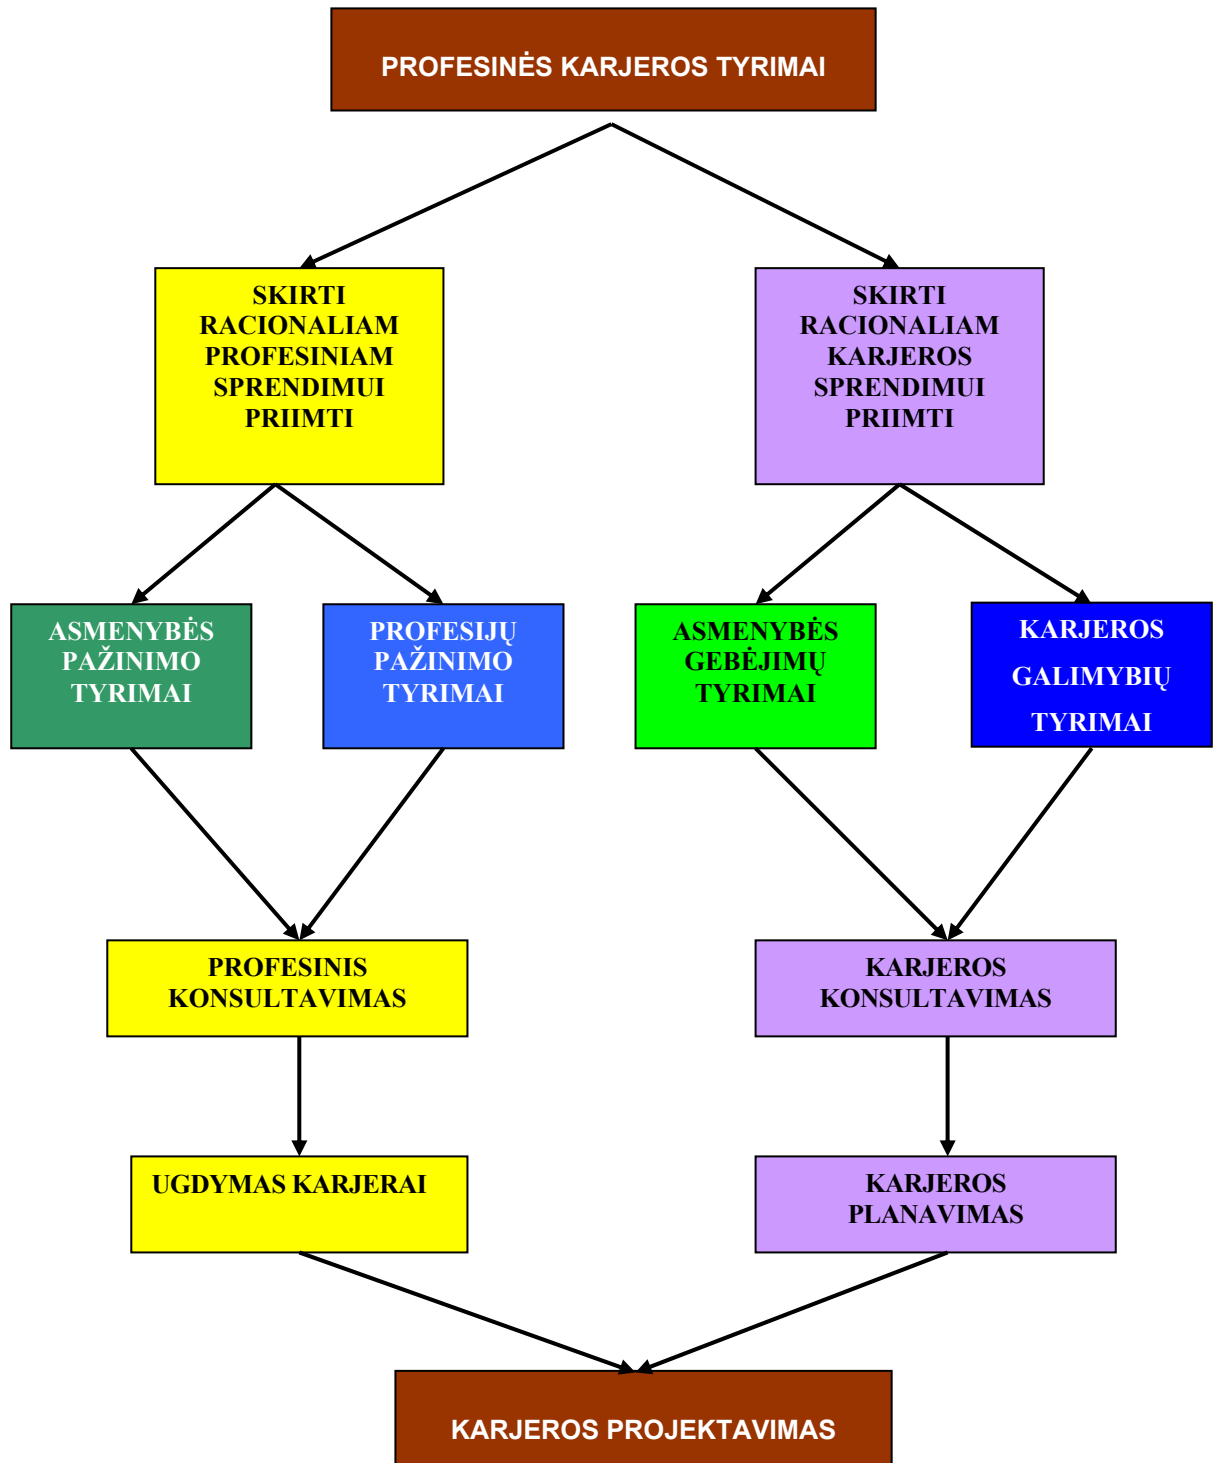 PROFESINĖS KARJEROS TYRIMAI
SKIRTI
RACIONALIAM
PROFESINIAM
SPRENDIMUI
PRIIMTI
SKIRTI
RACIONALIAM
KARJEROS
SPRENDIMUI
PRIIMTI
ASMENYBĖS
PAŽINIMO
TYRIMAI
PROFESIJŲ
PAŽINIMO
TYRIMAI
ASMENYBĖS
GEBĖJIMŲ
TYRIMAI
KARJEROS
GALIMYBIŲ
TYRIMAI
PROFESINIS
KONSULTAVIMAS
KARJEROS
KONSULTAVIMAS
UGDYMAS KARJERAI
KARJEROS
PLANAVIMAS
KARJEROS PROJEKTAVIMAS